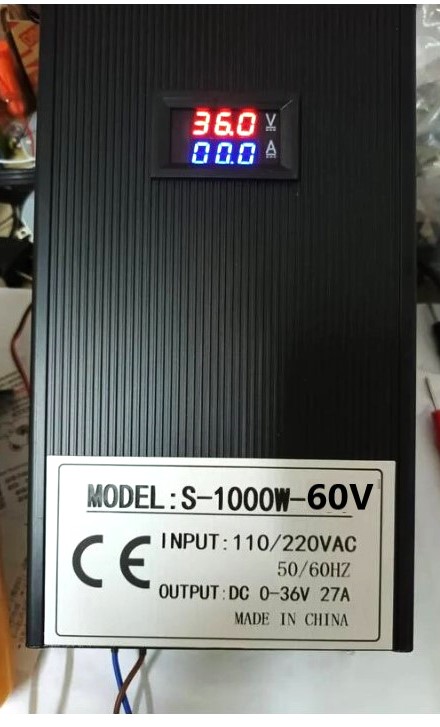 36.0 V
00.0 A
MODEL:S-1000W-60V
CE INPUT:110/220VAC
50/60HZ
OUTPUT:DC 0-36V 27A
MADE IN CHINA